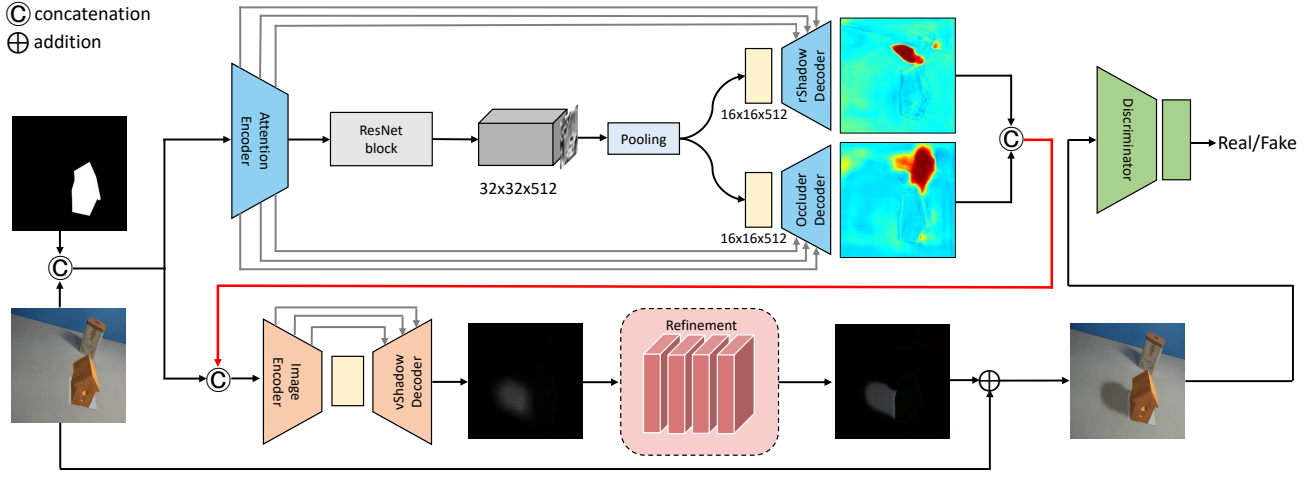 C concatenation
addition
Attention
Encoder
ResNet
block
32x32x512
Pooling
16x16x512
rShadow
Decoder
16x16x512
Occluder
Decoder
C
Discriminator
Real/Fake
C
C
Image
Encoder
vShadow
Decoder
Refinement